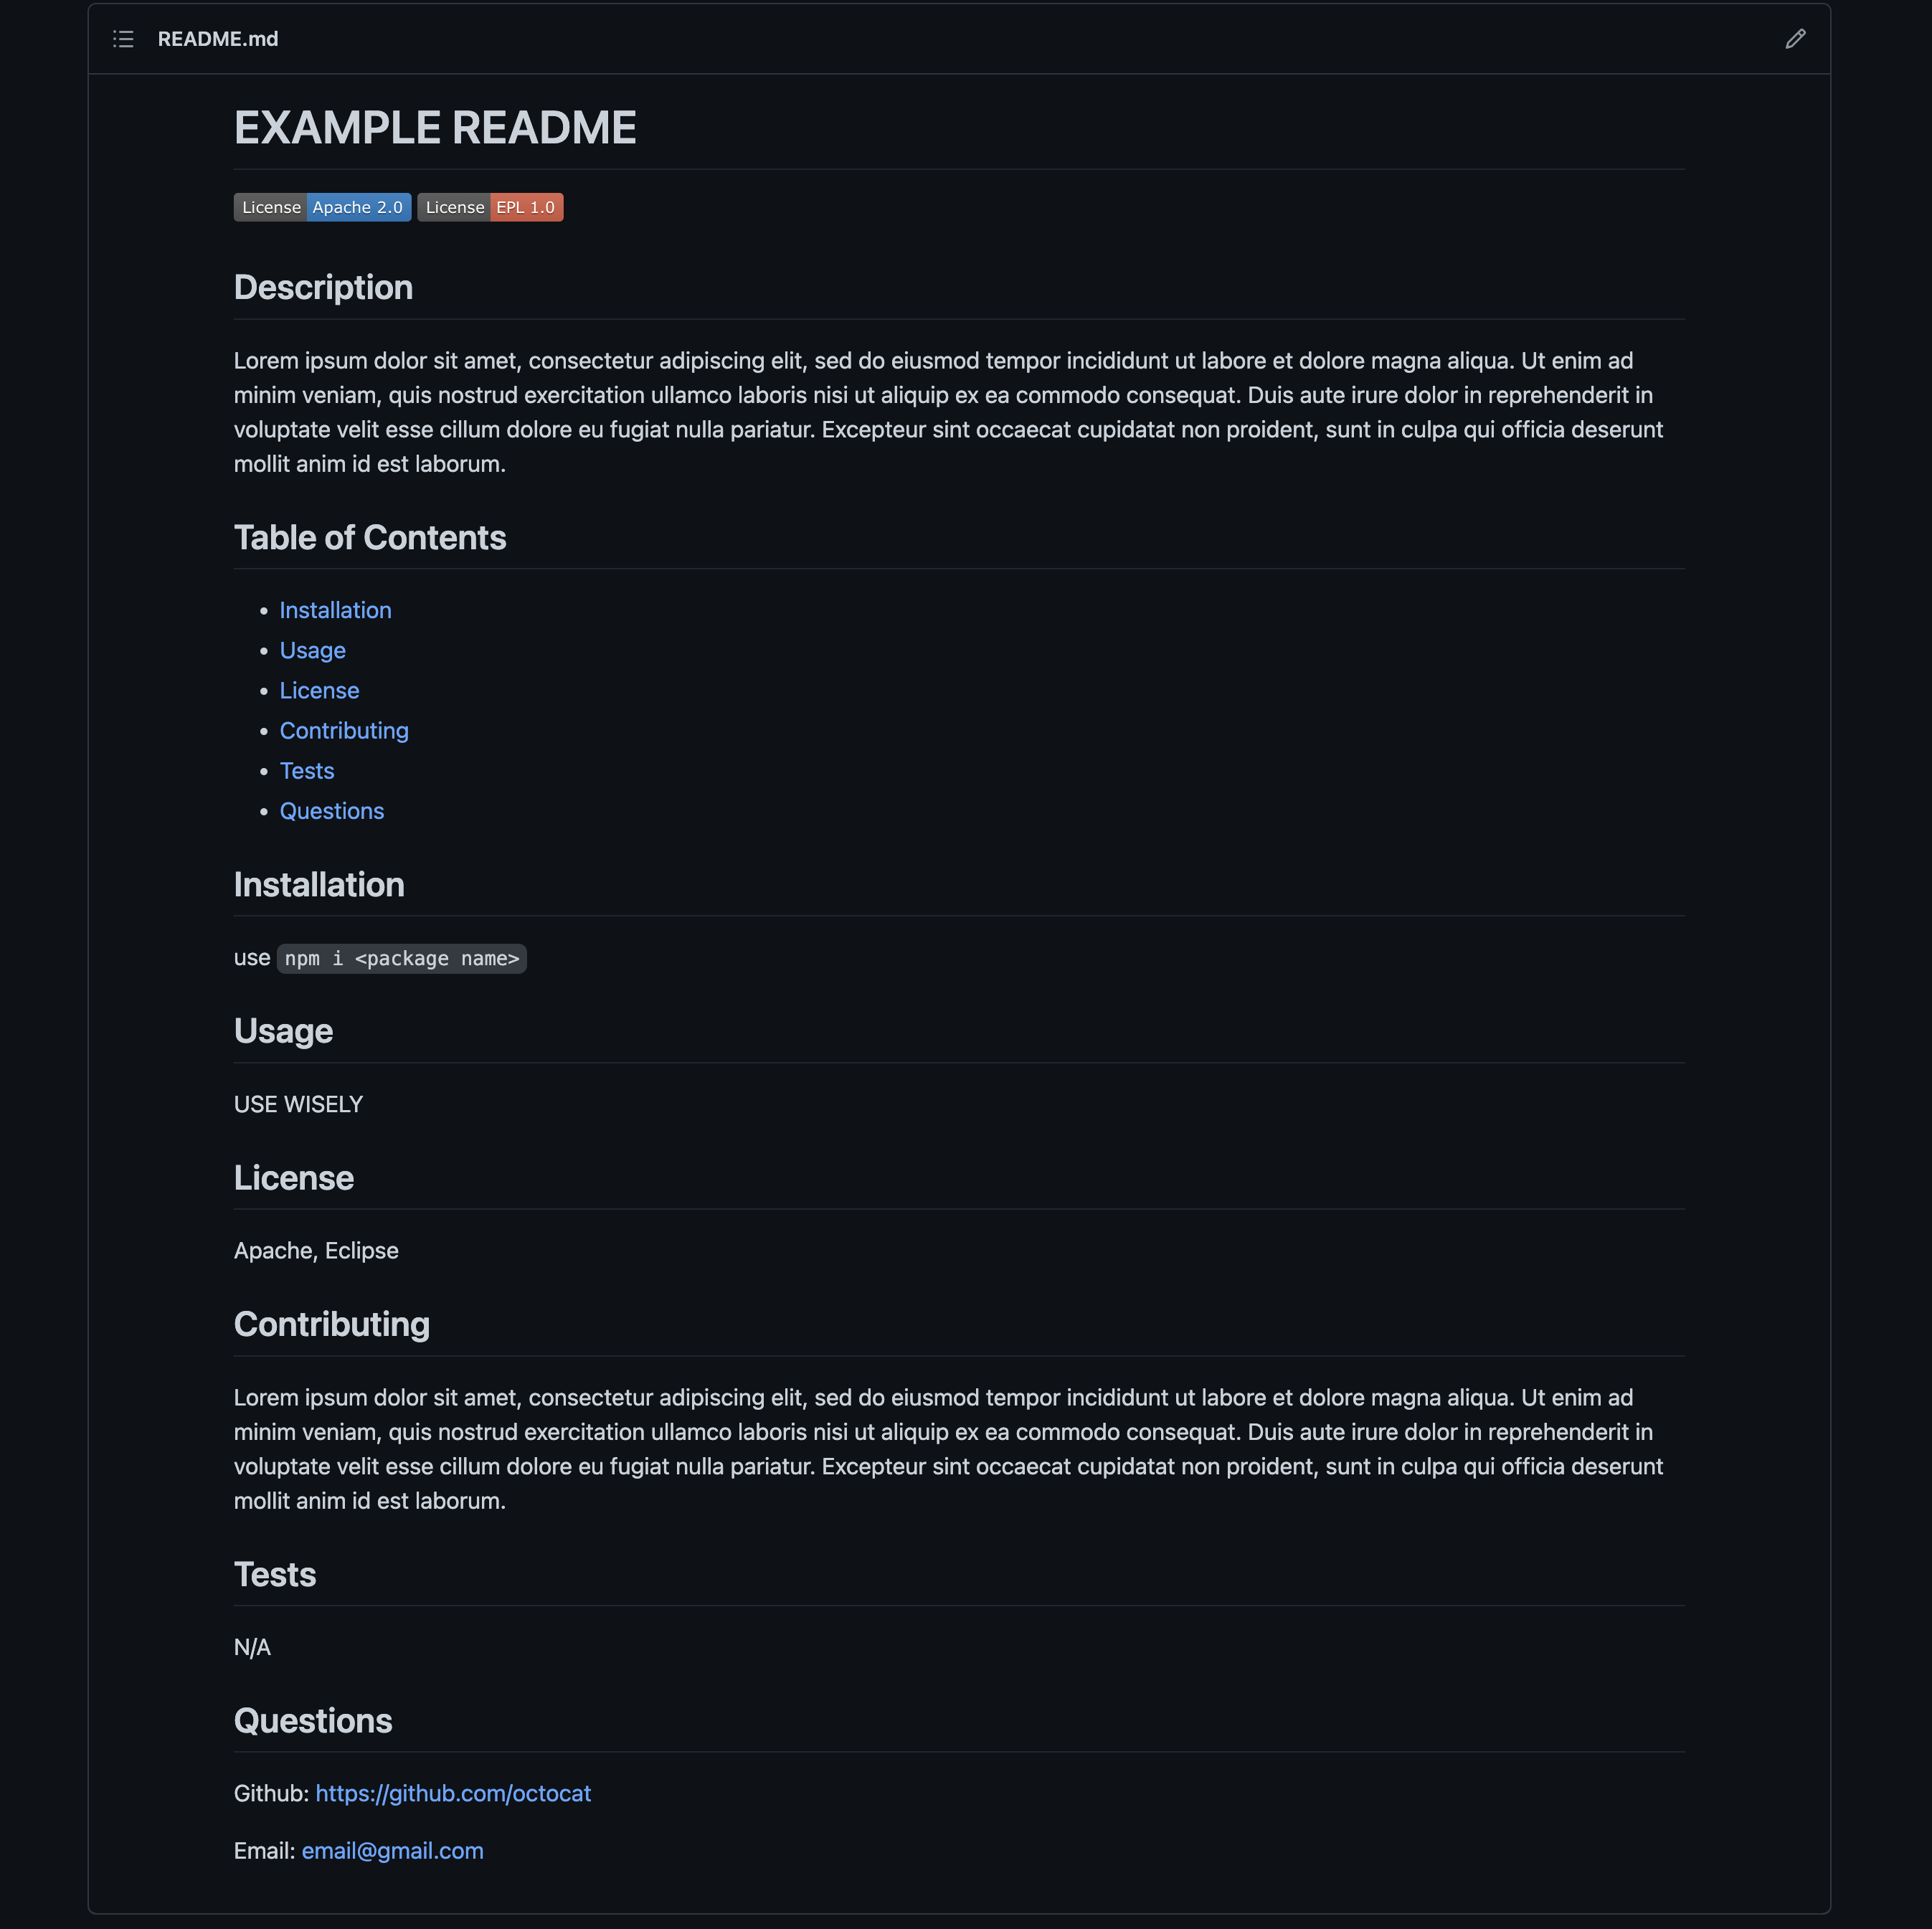 README.md
EXAMPLE README
License Apache 2.0 License EPL 1.0
Description
Lorem ipsum dolor sit amet, consectetur adipiscing elit, sed do eiusmod tempor incididunt ut labore et dolore magna aliqua. Ut enim ad
minim veniam, quis nostrud exercitation ullamco laboris nisi ut aliquip ex ea commodo consequat. Duis aute irure dolor in reprehenderit in
voluptate velit esse cillum dolore eu fugiat nulla pariatur. Excepteur sint occaecat cupidatat non proident, sunt in culpa qui officia deserunt
mollit anim id est laborum.
Table of Contents
• Installation
• Usage
• License
• Contributing
• Tests
• Questions
Installation
use npm i <package name>
Usage
USE WISELY
License
Apache, Eclipse
Contributing
Lorem ipsum dolor sit amet, consectetur adipiscing elit, sed do eiusmod tempor incididunt ut labore et dolore magna aliqua. Ut enim ad
minim veniam, quis nostrud exercitation ullamco laboris nisi ut aliquip ex ea commodo consequat. Duis aute irure dolor in reprehenderit in
voluptate velit esse cillum dolore eu fugiat nulla pariatur. Excepteur sint occaecat cupidatat non proident, sunt in culpa qui officia deserunt
mollit anim id est laborum.
Tests
N/A
Questions
Github: https://github.com/octocat
Email: email@gmail.com